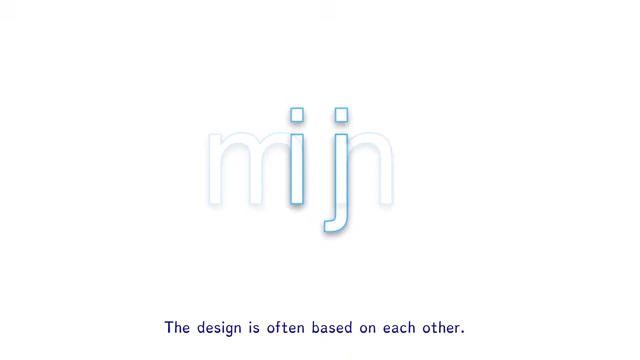 mijn
The design is often based on each other.